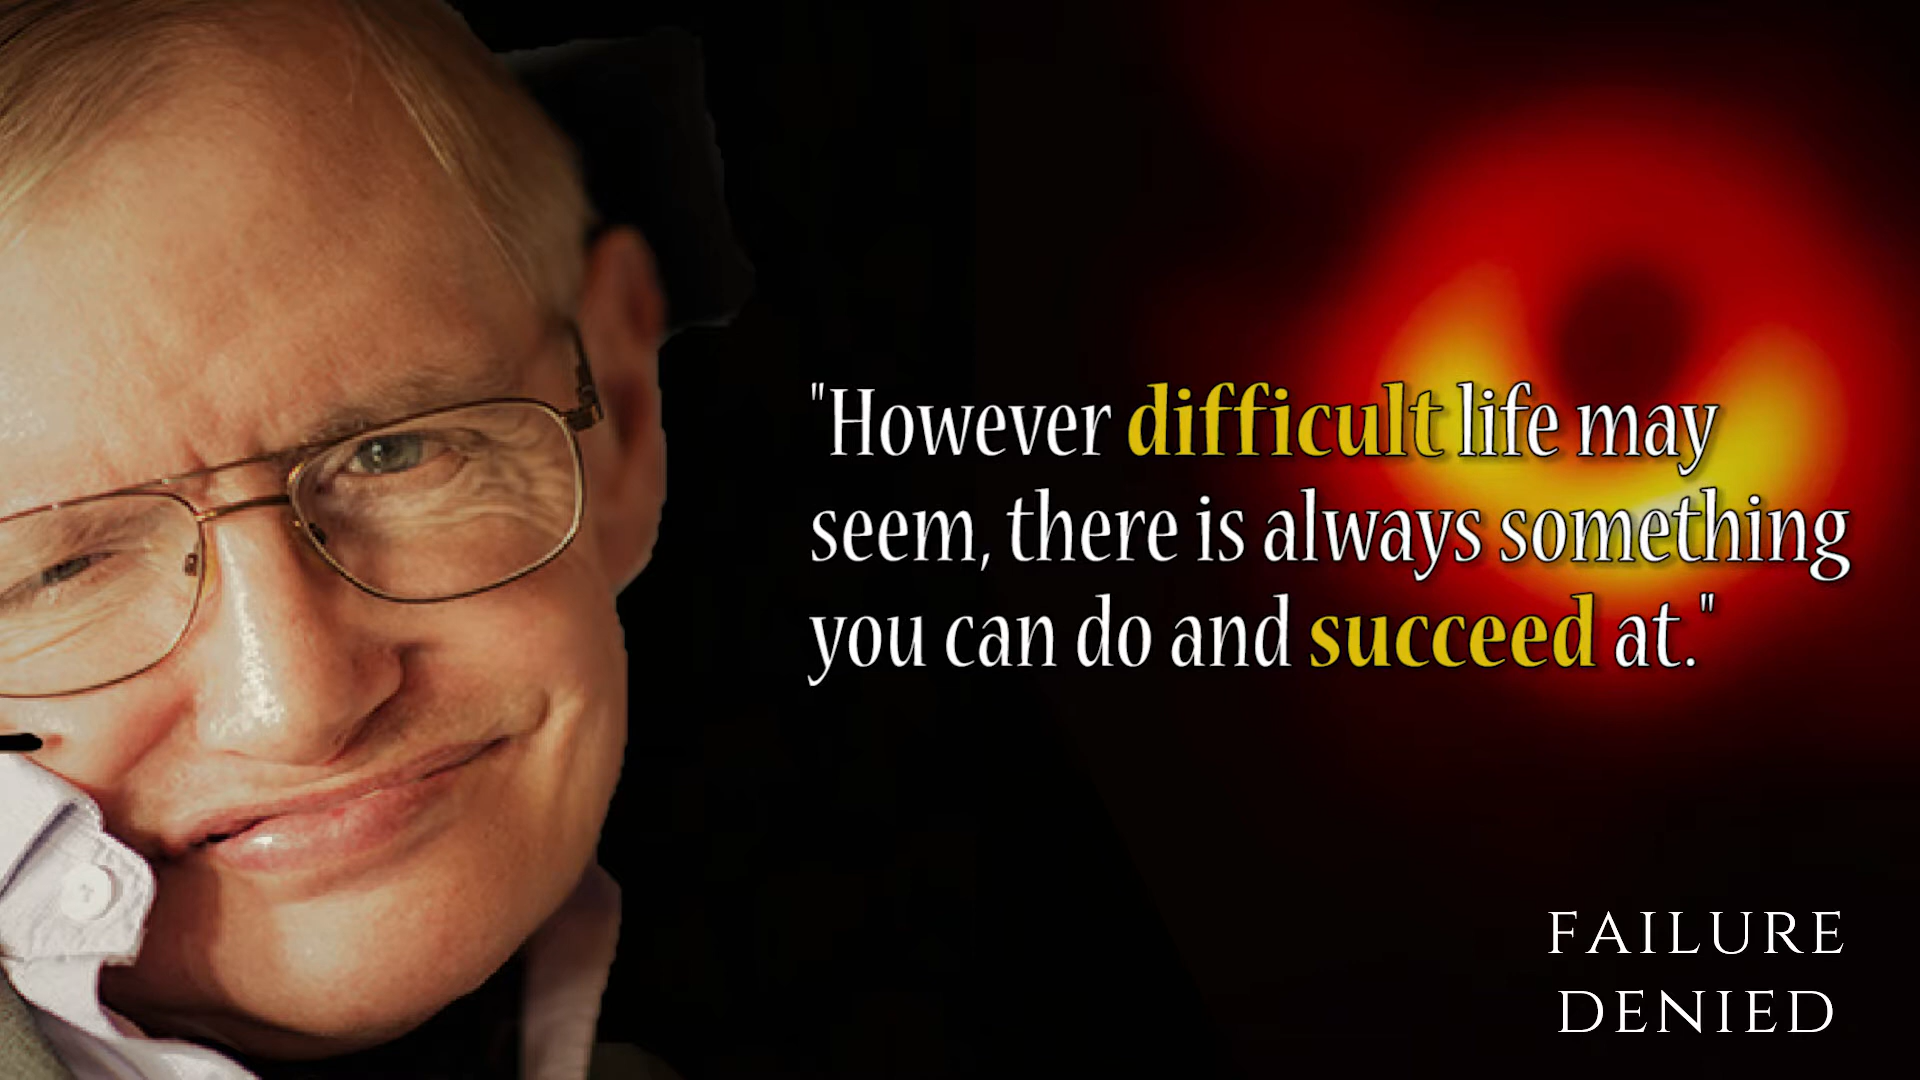 "However difficult life may
seem, there is always something
you can do and succeed at."
FAILURE
DENIED